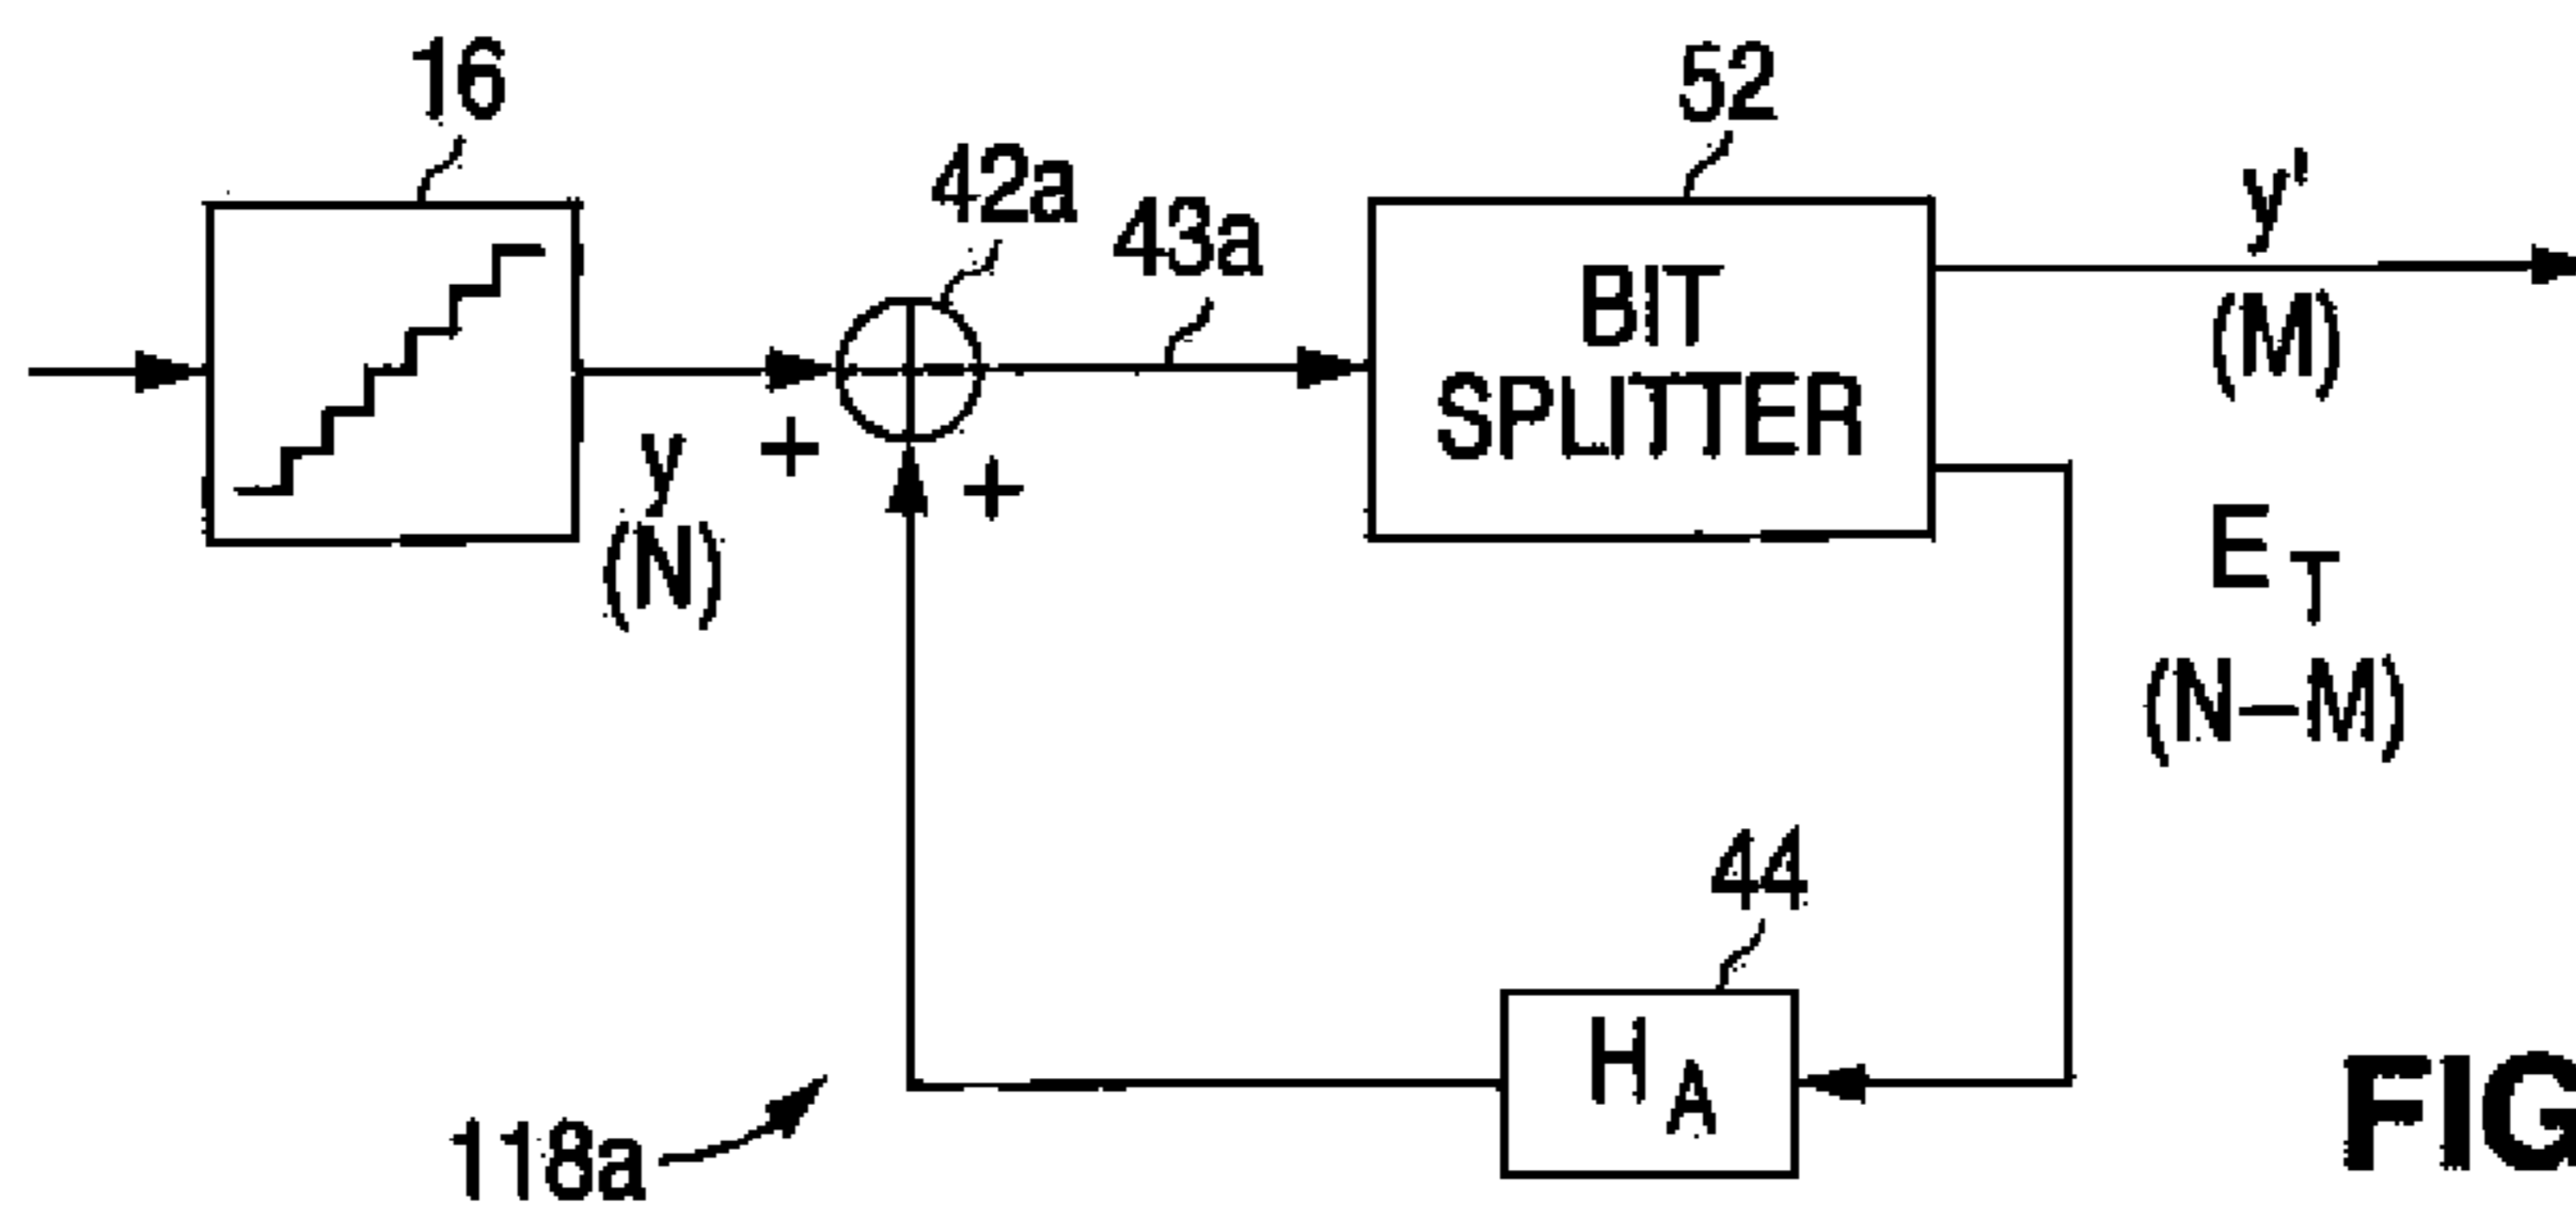 16
52
42a
43a
y'
(M)
BIT
SPLITTER
+
+
y
(N)
E T
(N−M)
44
H A
118a
FIG